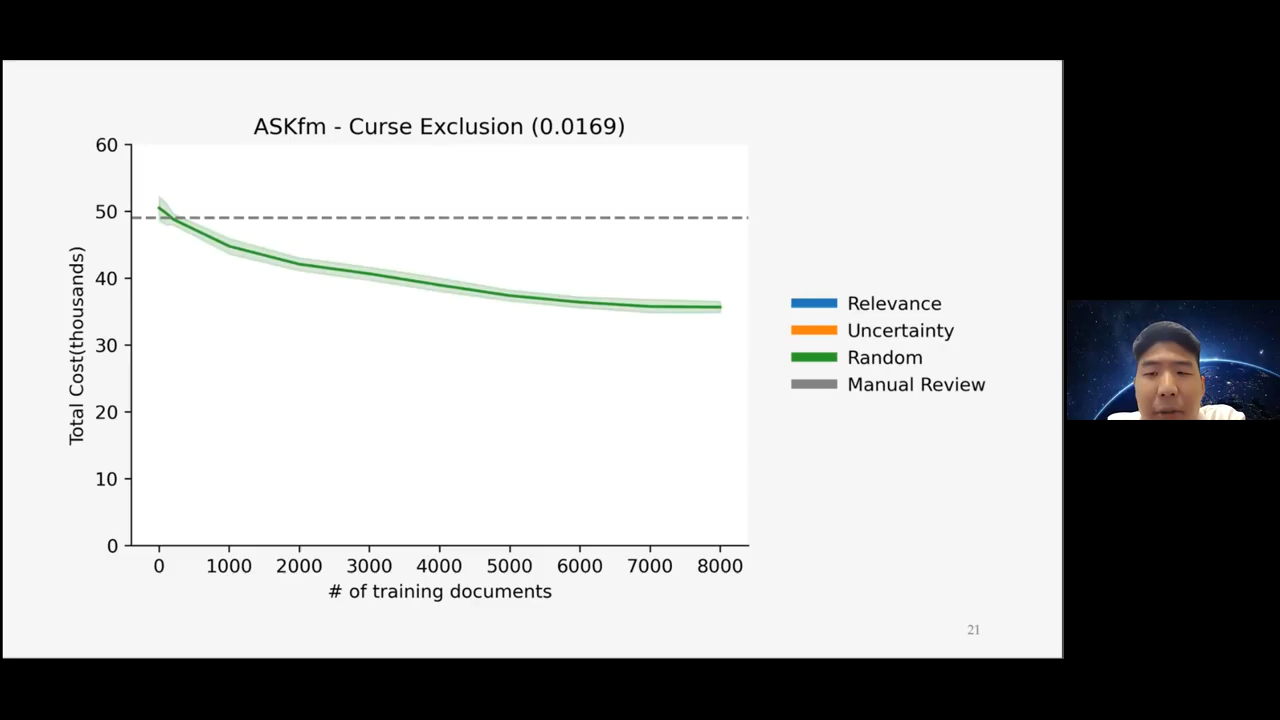 ASKfm - Curse Exclusion (0.0169)
60
50
40
30
20
10
0
Total Cost(thousands)
0 1000 2000 3000 4000 5000 6000 7000 8000
# of training documents
Relevance
Uncertainty
Random
Manual Review
21